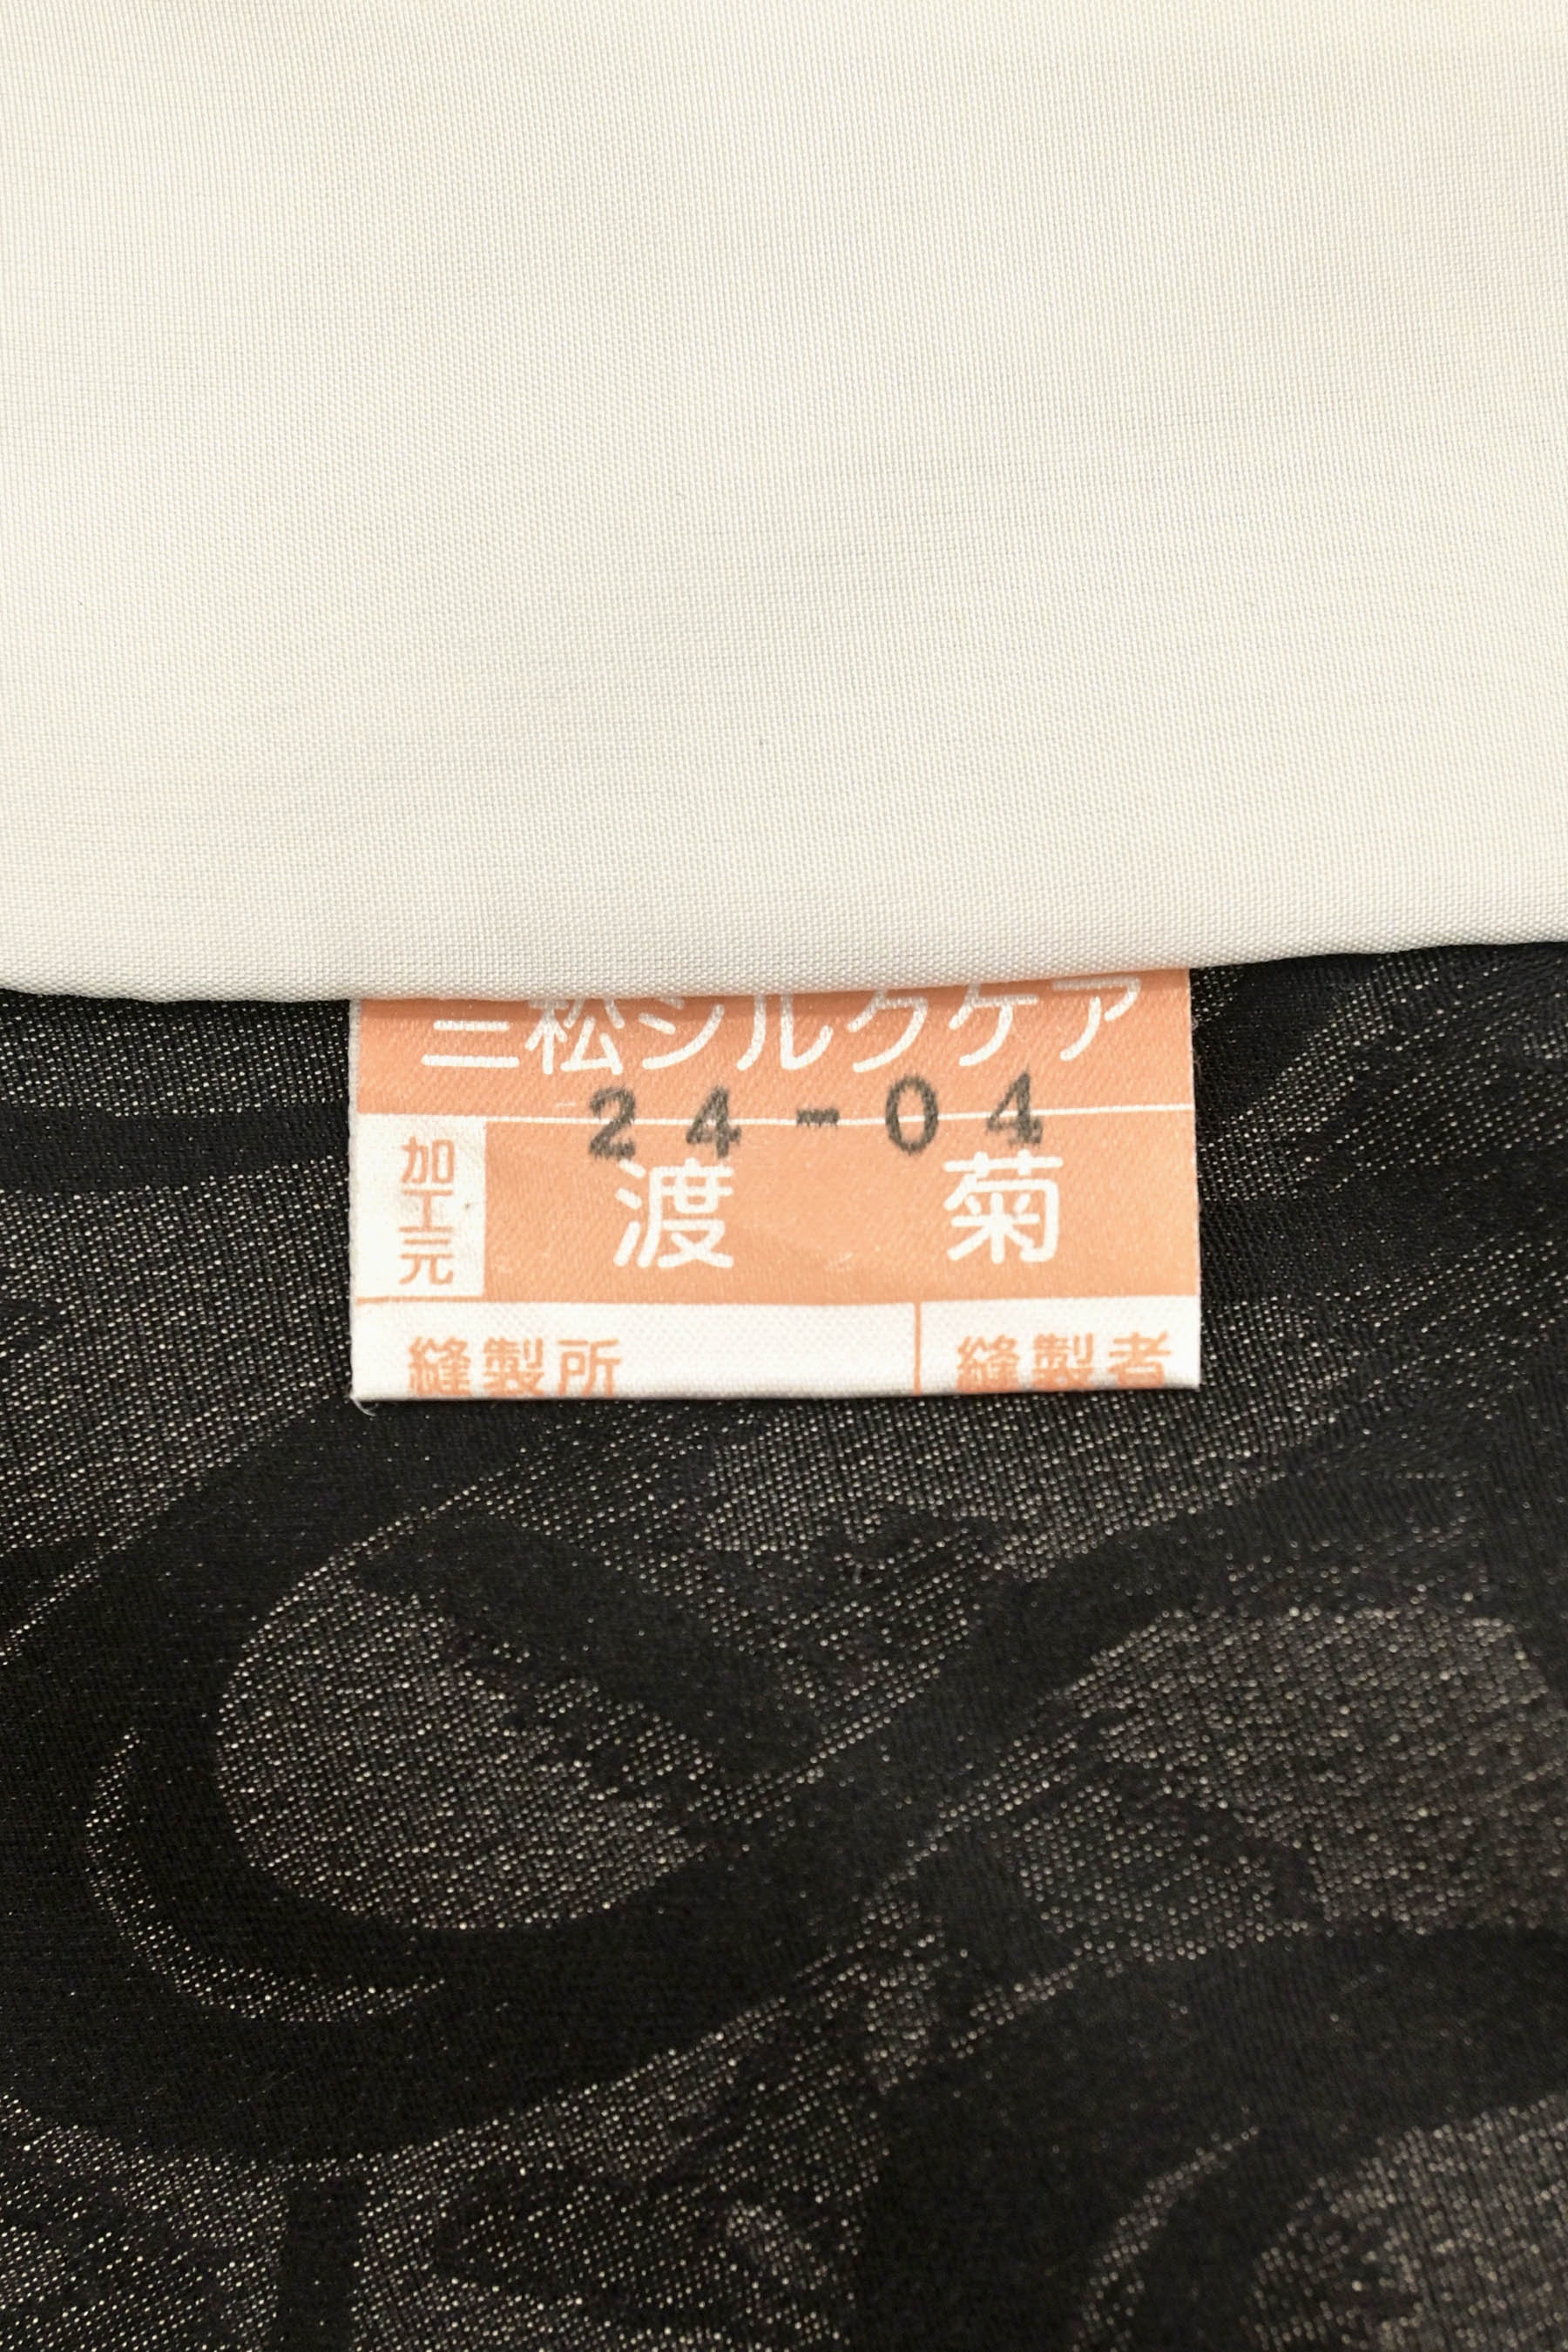 三松シルクケア
24-04
加工元 渡 菊
縫製所 縫製者